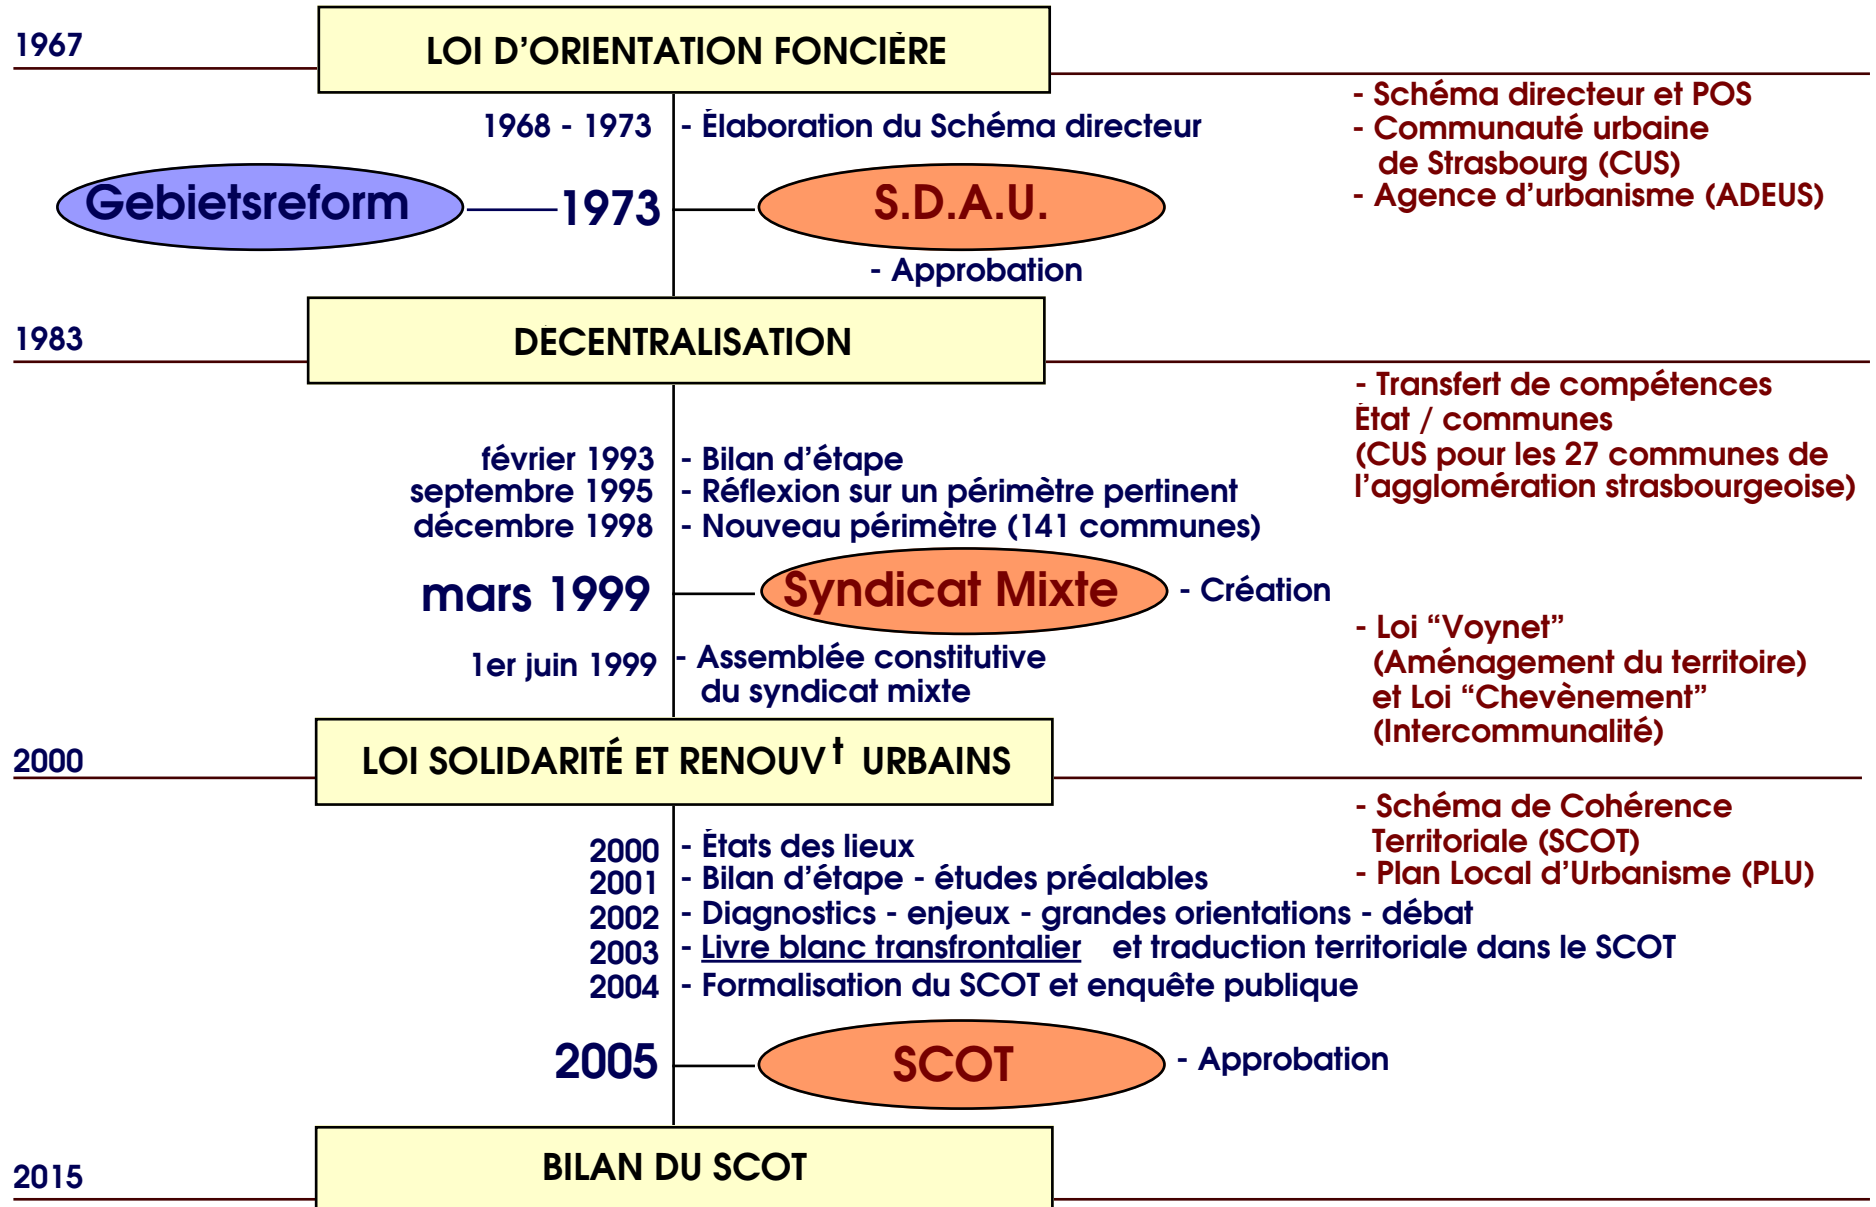 1967
LOI D’ORIENTATION FONCIÈRE
- Schéma directeur et POS
- Communauté urbaine
de Strasbourg (CUS)
- Agence d’urbanisme (ADEUS)
1968 - 1973 - Élaboration du Schéma directeur
Gebietsreform 1973 S.D.A.U.
- Approbation
1983
DÉCENTRALISATION
- Transfert de compétences
État / communes
(CUS pour les 27 communes de
l’agglomération strasbourgeoise)
février 1993 - Bilan d’étape
septembre 1995 - Réflexion sur un périmètre pertinent
décembre 1998 - Nouveau périmètre (141 communes)
mars 1999 Syndicat Mixte - Création
1er juin 1999 - Assemblée constitutive
du syndicat mixte
- Loi “Voynet”
(Aménagement du territoire)
et Loi “Chevènement”
(Intercommunalité)
2000
LOI SOLIDARITÉ ET RENOUVt URBAINS
- Schéma de Cohérence
Territoriale (SCOT)
- Plan Local d’Urbanisme (PLU)
2000 - États des lieux
2001 - Bilan d’étape - études préalables
2002 - Diagnostics - enjeux - grandes orientations - débat
2003 - Livre blanc transfrontalier et traduction territoriale dans le SCOT
2004 - Formalisation du SCOT et enquête publique
2005 SCOT - Approbation
2015
BILAN DU SCOT